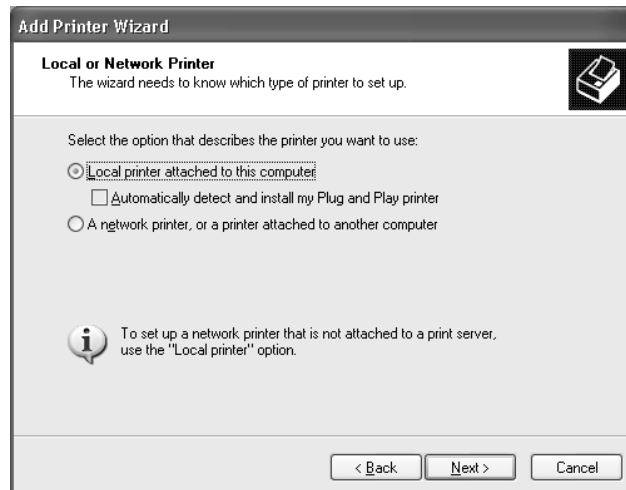 Add Printer Wizard
Local or Network Printer
The wizard needs to know which type of printer to set up.
Select the option that describes the printer you want to use:
Local printer attached to this computer
Automatically detect and install my Plug and Play printer
A network printer, or a printer attached to another computer
To set up a network printer that is not attached to a print server,
use the "Local printer" option.
< Back
Next >
Cancel